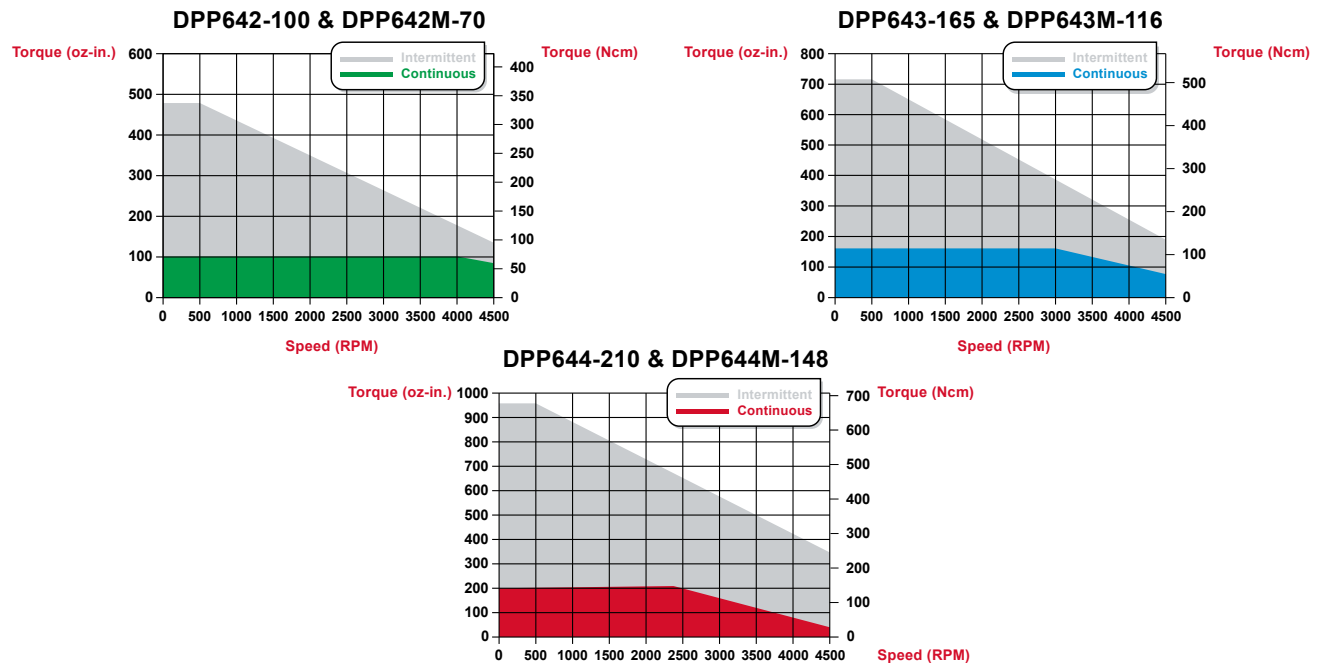 DPP642-100 & DPP642M-70
Torque (oz-in.)
Torque (Ncm)
Intermittent
Continuous
600
500
400
300
200
100
0
400
350
300
250
200
150
100
50
0
0 500 1000 1500 2000 2500 3000 3500 4000 4500
Speed (RPM)
DPP643-165 & DPP643M-116
Torque (oz-in.)
Torque (Ncm)
Intermittent
Continuous
800
700
600
500
400
300
200
100
0
500
400
300
200
100
0
0 500 1000 1500 2000 2500 3000 3500 4000 4500
Speed (RPM)
DPP644-210 & DPP644M-148
Torque (oz-in.)
Torque (Ncm)
Intermittent
Continuous
1000
900
800
700
600
500
400
300
200
100
0
700
600
500
400
300
200
100
0
0 500 1000 1500 2000 2500 3000 3500 4000 4500
Speed (RPM)